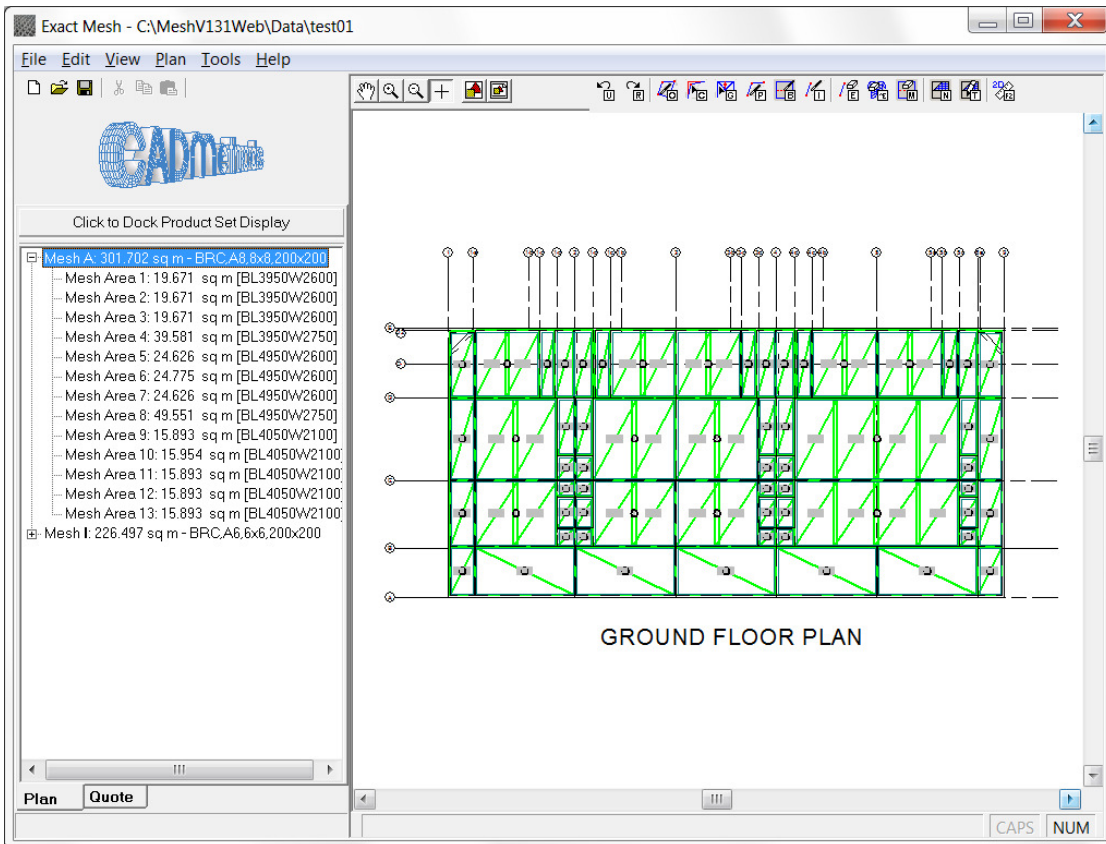 Exact Mesh - C:\MeshV131Web\Data\test01
File Edit View Plan Tools Help
CADMetrics
Click to Dock Product Set Display
Mesh A: 301.702 sq m - BRC,A8,8x8,200x200
Mesh Area 1: 19.671 sq m [BL3950W2600]
Mesh Area 2: 19.671 sq m [BL3950W2600]
Mesh Area 3: 19.671 sq m [BL3950W2600]
Mesh Area 4: 39.581 sq m [BL3950W2750]
Mesh Area 5: 24.626 sq m [BL4950W2600]
Mesh Area 6: 24.775 sq m [BL4950W2600]
Mesh Area 7: 24.626 sq m [BL4950W2600]
Mesh Area 8: 49.551 sq m [BL4950W2750]
Mesh Area 9: 15.893 sq m [BL4050W2100]
Mesh Area 10: 15.954 sq m [BL4050W2100]
Mesh Area 11: 15.893 sq m [BL4050W2100]
Mesh Area 12: 15.893 sq m [BL4050W2100]
Mesh Area 13: 15.893 sq m [BL4050W2100]
Mesh I: 226.497 sq m - BRC,A6,6x6,200x200
GROUND FLOOR PLAN
Plan Quote
CAPS NUM